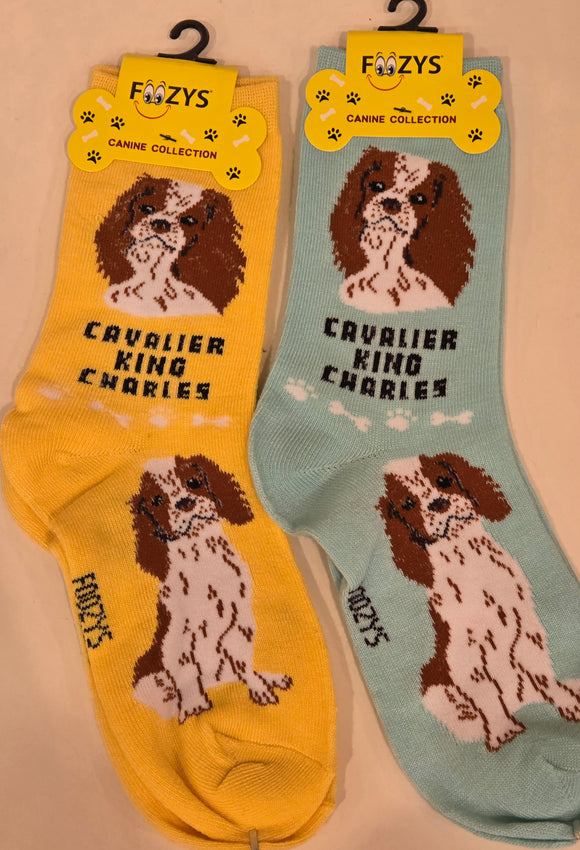 FOOZYS
CANINE COLLECTION
CAVALIER
KING
CHARLES
FOOZYS
FOOZYS
CANINE COLLECTION
CAVALIER
KING
CHARLES
FOOZYS